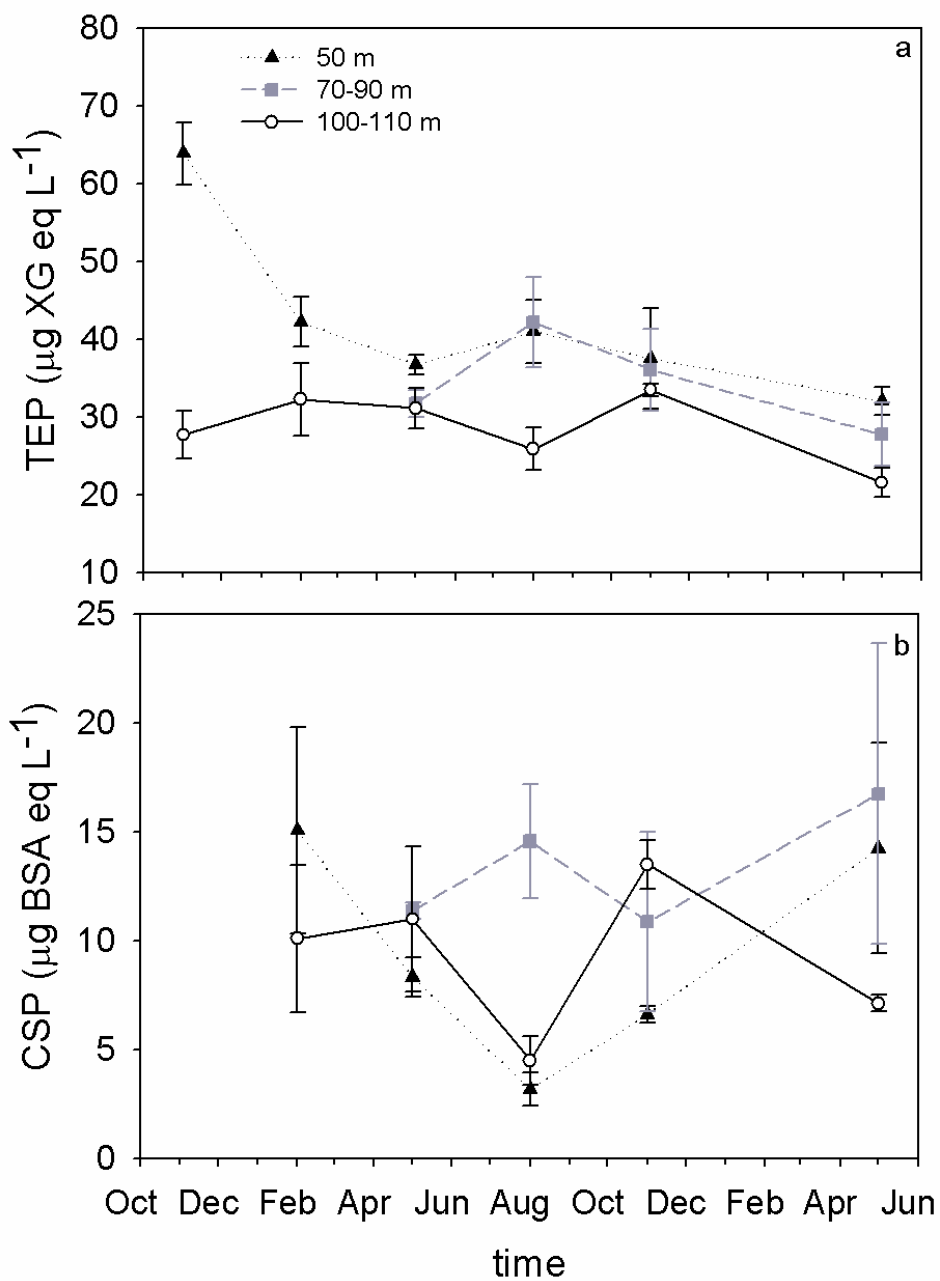 80
a
50 m
70-90 m
100-110 m
70
60
50
40
30
20
10
TEP (μg XG eq L-1)
25
b
20
15
10
5
0
CSP (μg BSA eq L-1)
Oct Dec Feb Apr Jun Aug Oct Dec Feb Apr Jun
time